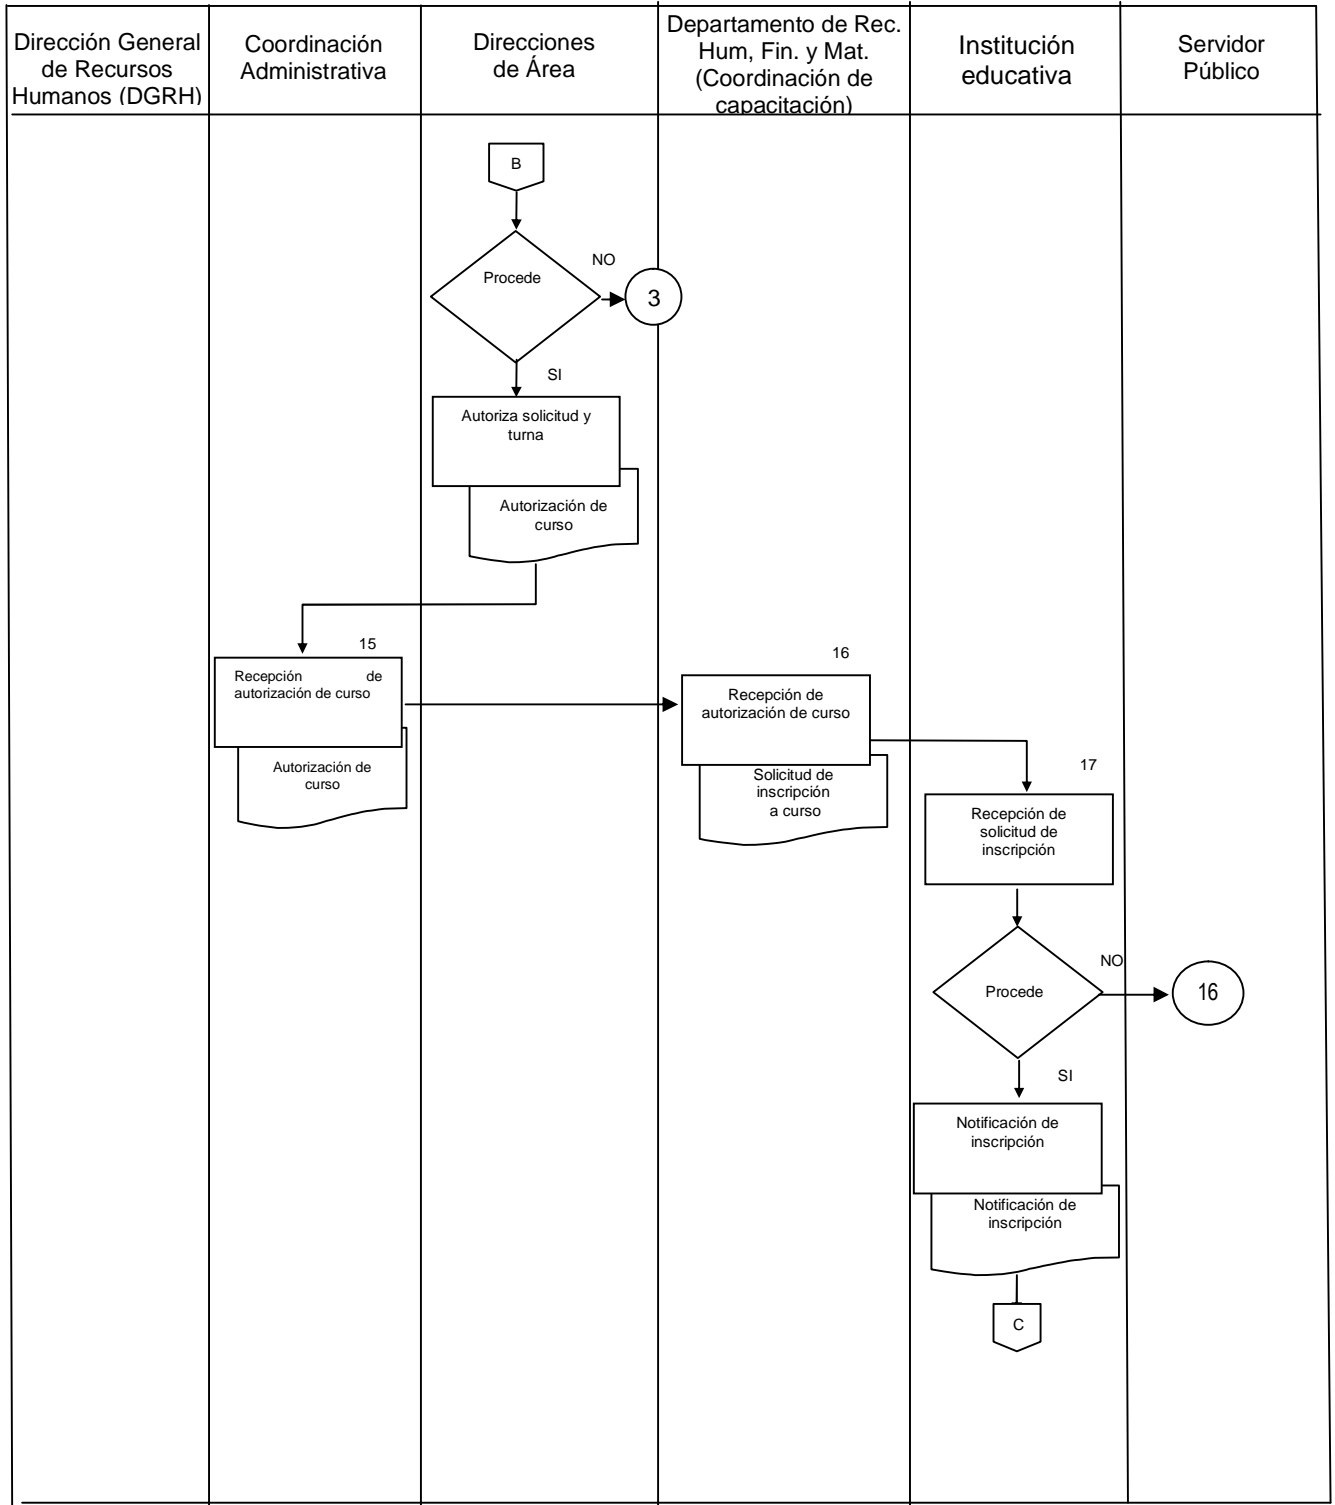 Dirección General
de Recursos
Humanos (DGRH)
Coordinación
Administrativa
Direcciones
de Área
Departamento de Rec.
Hum, Fin. y Mat.
(Coordinación de
capacitación)
Institución
educativa
Servidor
Público
B
Procede
NO
3
SI
Autoriza solicitud y
turna
Autorización de
curso
15
Recepción de
autorización de curso
Autorización de
curso
16
Recepción de
autorización de curso
Solicitud de
inscripción
a curso
17
Recepción de
solicitud de
inscripción
Procede
NO
16
SI
Notificación de
inscripción
Notificación de
inscripción
C